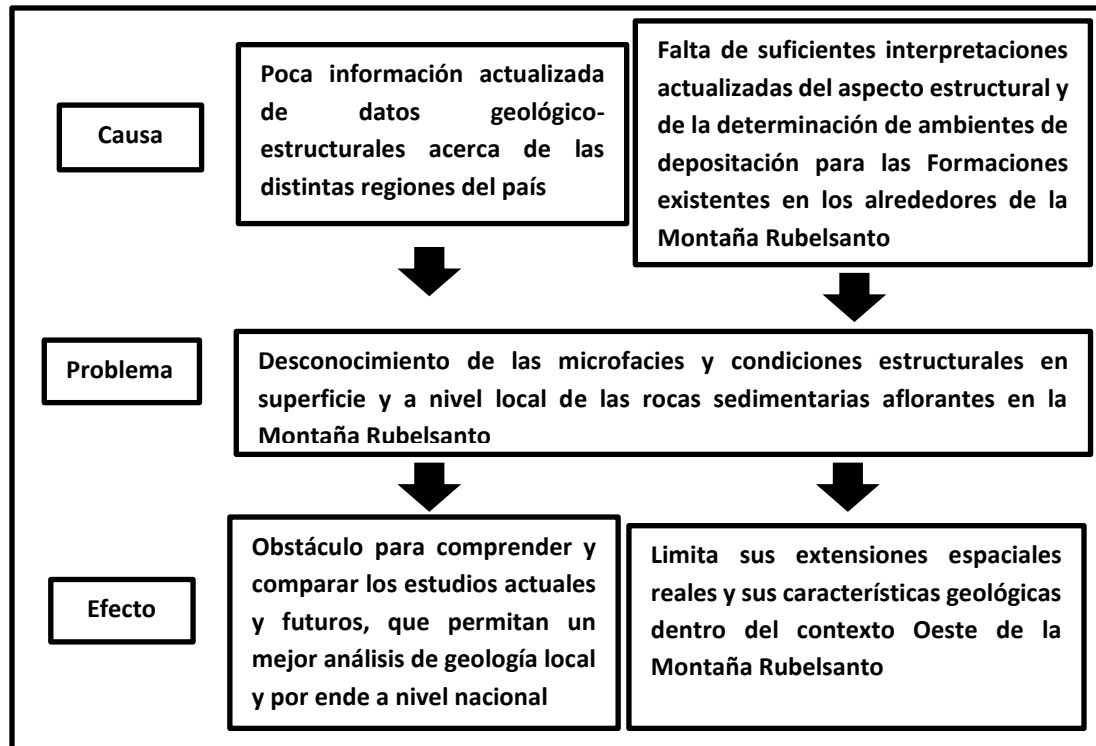 Causa
Poca información actualizada
de datos geológico-
estructurales acerca de las
distintas regiones del país
Falta de suficientes interpretaciones
actualizadas del aspecto estructural y
de la determinación de ambientes de
depositación para las Formaciones
existentes en los alrededores de la
Montaña Rubelsanto
Problema
Desconocimiento de las microfacies y condiciones estructurales en
superficie y a nivel local de las rocas sedimentarias aflorantes en la
Montaña Rubelsanto
Efecto
Obstáculo para comprender y
comparar los estudios actuales
y futuros, que permitan un
mejor análisis de geología local
y por ende a nivel nacional
Limita sus extensiones espaciales
reales y sus características geológicas
dentro del contexto Oeste de la
Montaña Rubelsanto